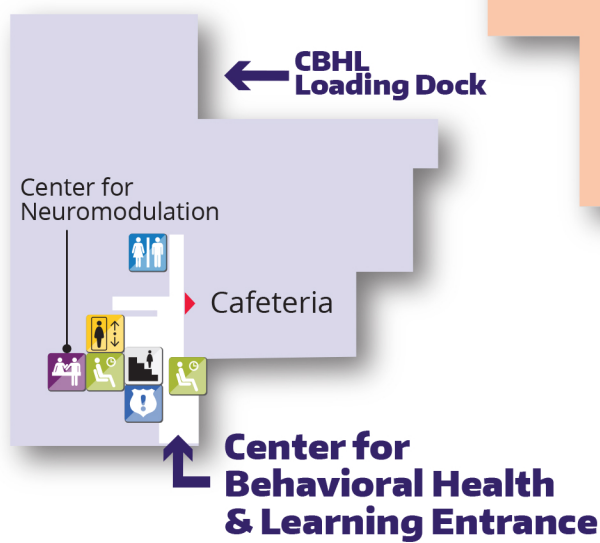 CBHL
Loading Dock
Center for
Neuromodulation
Cafeteria
!
Center for
Behavioral Health
& Learning Entrance